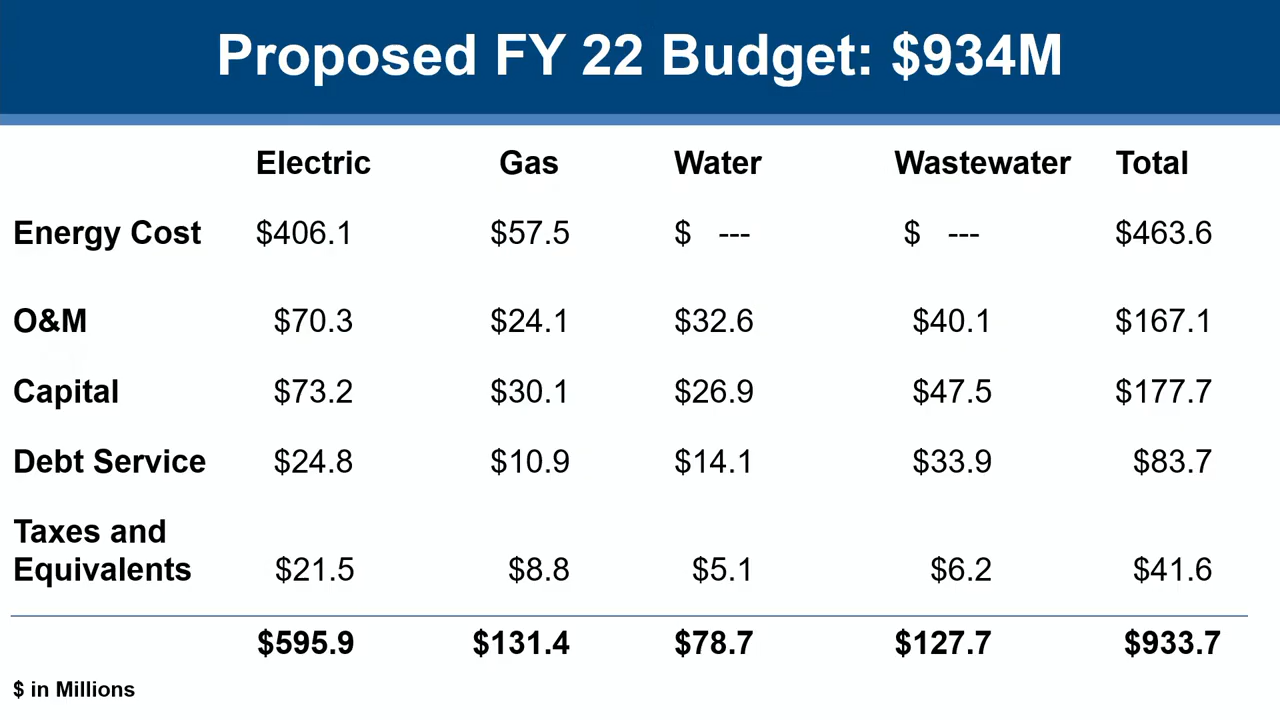 Proposed FY 22 Budget: $934M
Electric Gas Water Wastewater Total
Energy Cost $406.1 $57.5 $ --- $ --- $463.6
O&M $70.3 $24.1 $32.6 $40.1 $167.1
Capital $73.2 $30.1 $26.9 $47.5 $177.7
Debt Service $24.8 $10.9 $14.1 $33.9 $83.7
Taxes and
Equivalents $21.5 $8.8 $5.1 $6.2 $41.6
$595.9 $131.4 $78.7 $127.7 $933.7
$ in Millions